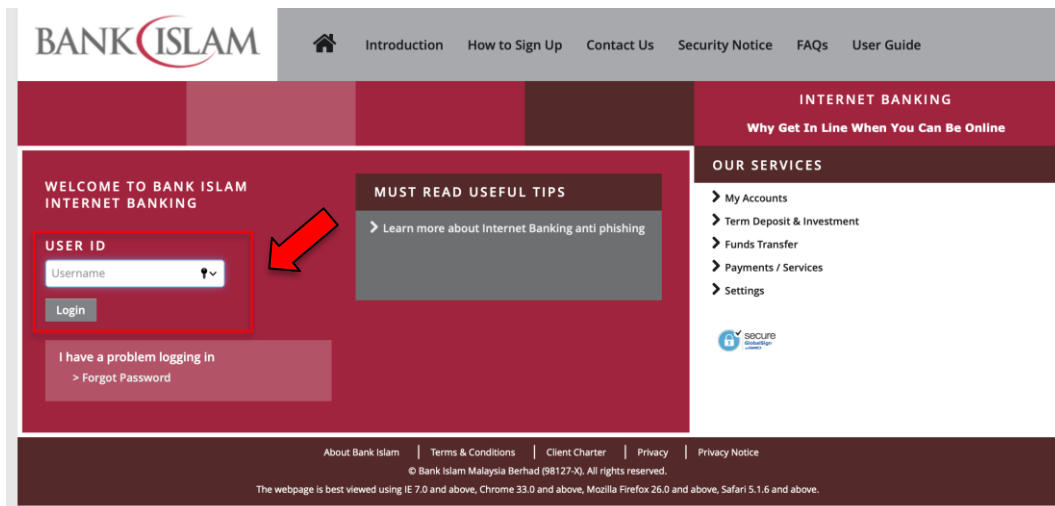 BANK ISLAM
Introduction How to Sign Up Contact Us Security Notice FAQs User Guide
INTERNET BANKING
Why Get In Line When You Can Be Online
WELCOME TO BANK ISLAM
INTERNET BANKING
USER ID
Username
Login
I have a problem logging in
> Forgot Password
MUST READ USEFUL TIPS
Learn more about Internet Banking anti phishing
OUR SERVICES
My Accounts
Term Deposit & Investment
Funds Transfer
Payments / Services
Settings
secure
GlobalSign
About Bank Islam | Terms & Conditions | Client Charter | Privacy | Privacy Notice
© Bank Islam Malaysia Berhad (98127-X). All rights reserved.
The webpage is best viewed using IE 7.0 and above, Chrome 33.0 and above, Mozilla Firefox 26.0 and above, Safari 5.1.6 and above.